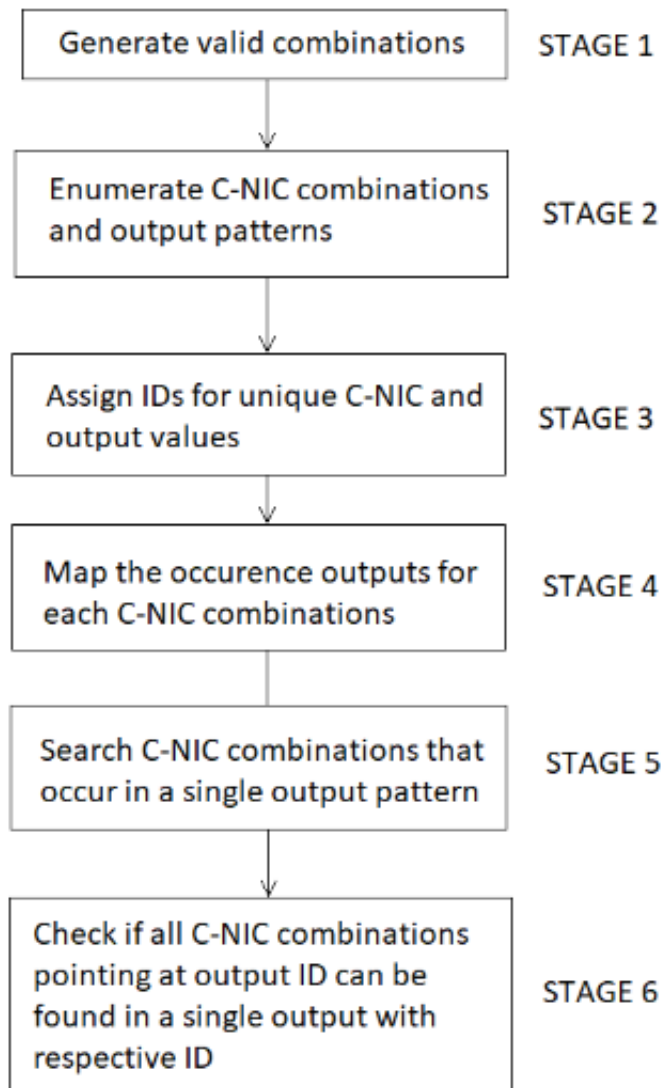 Generate valid combinations STAGE 1
Enumerate C-NIC combinations
and output patterns
STAGE 2
Assign IDs for unique C-NIC and
output values
STAGE 3
Map the occurence outputs for
each C-NIC combinations
STAGE 4
Search C-NIC combinations that
occur in a single output pattern
STAGE 5
Check if all C-NIC combinations
pointing at output ID can be
found in a single output with
respective ID
STAGE 6